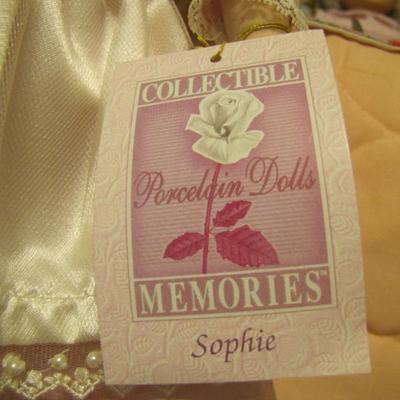 COLLECTIBLE
Porcelain Dolls
MEMORIES™
Sophie